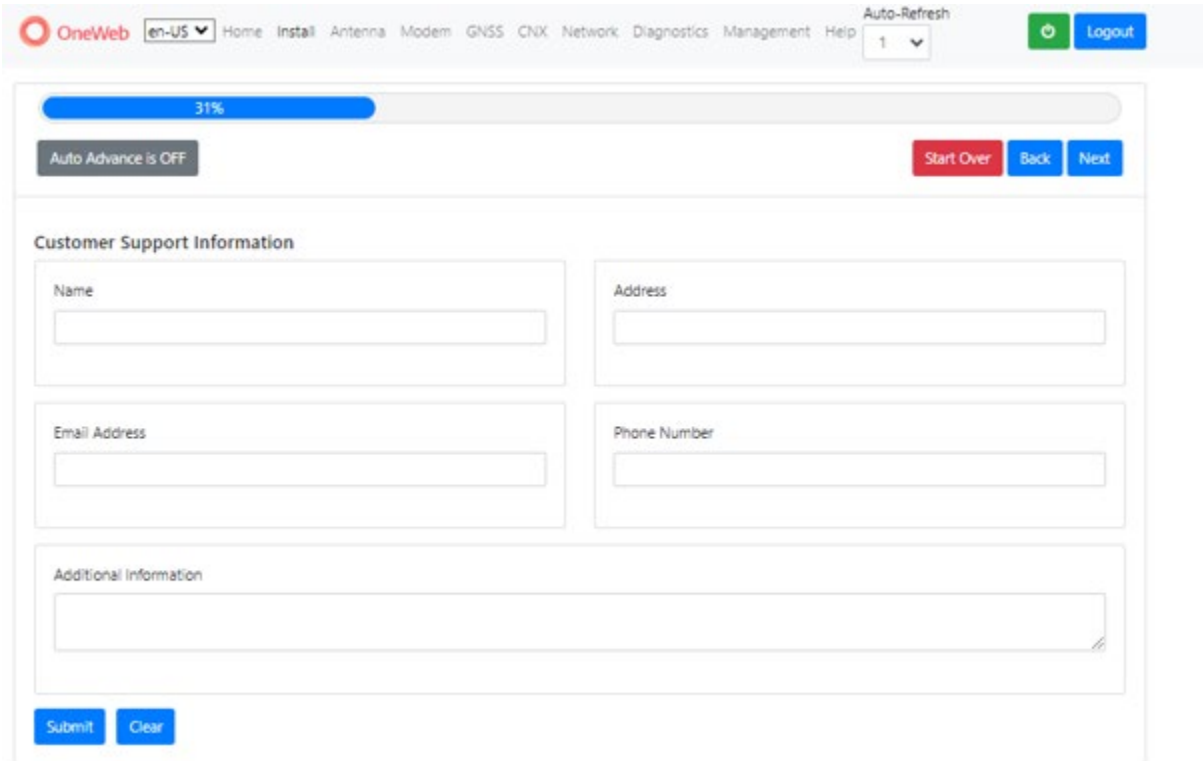 Auto-Refresh
OneWeb en-US Home Install Antenna Modem GNSS CNX Network Diagnostics Management Help 1 Logout
31%
Auto Advance is OFF Start Over Back Next
Customer Support Information
Name Address
Email Address Phone Number
Additional Information
Submit Clear